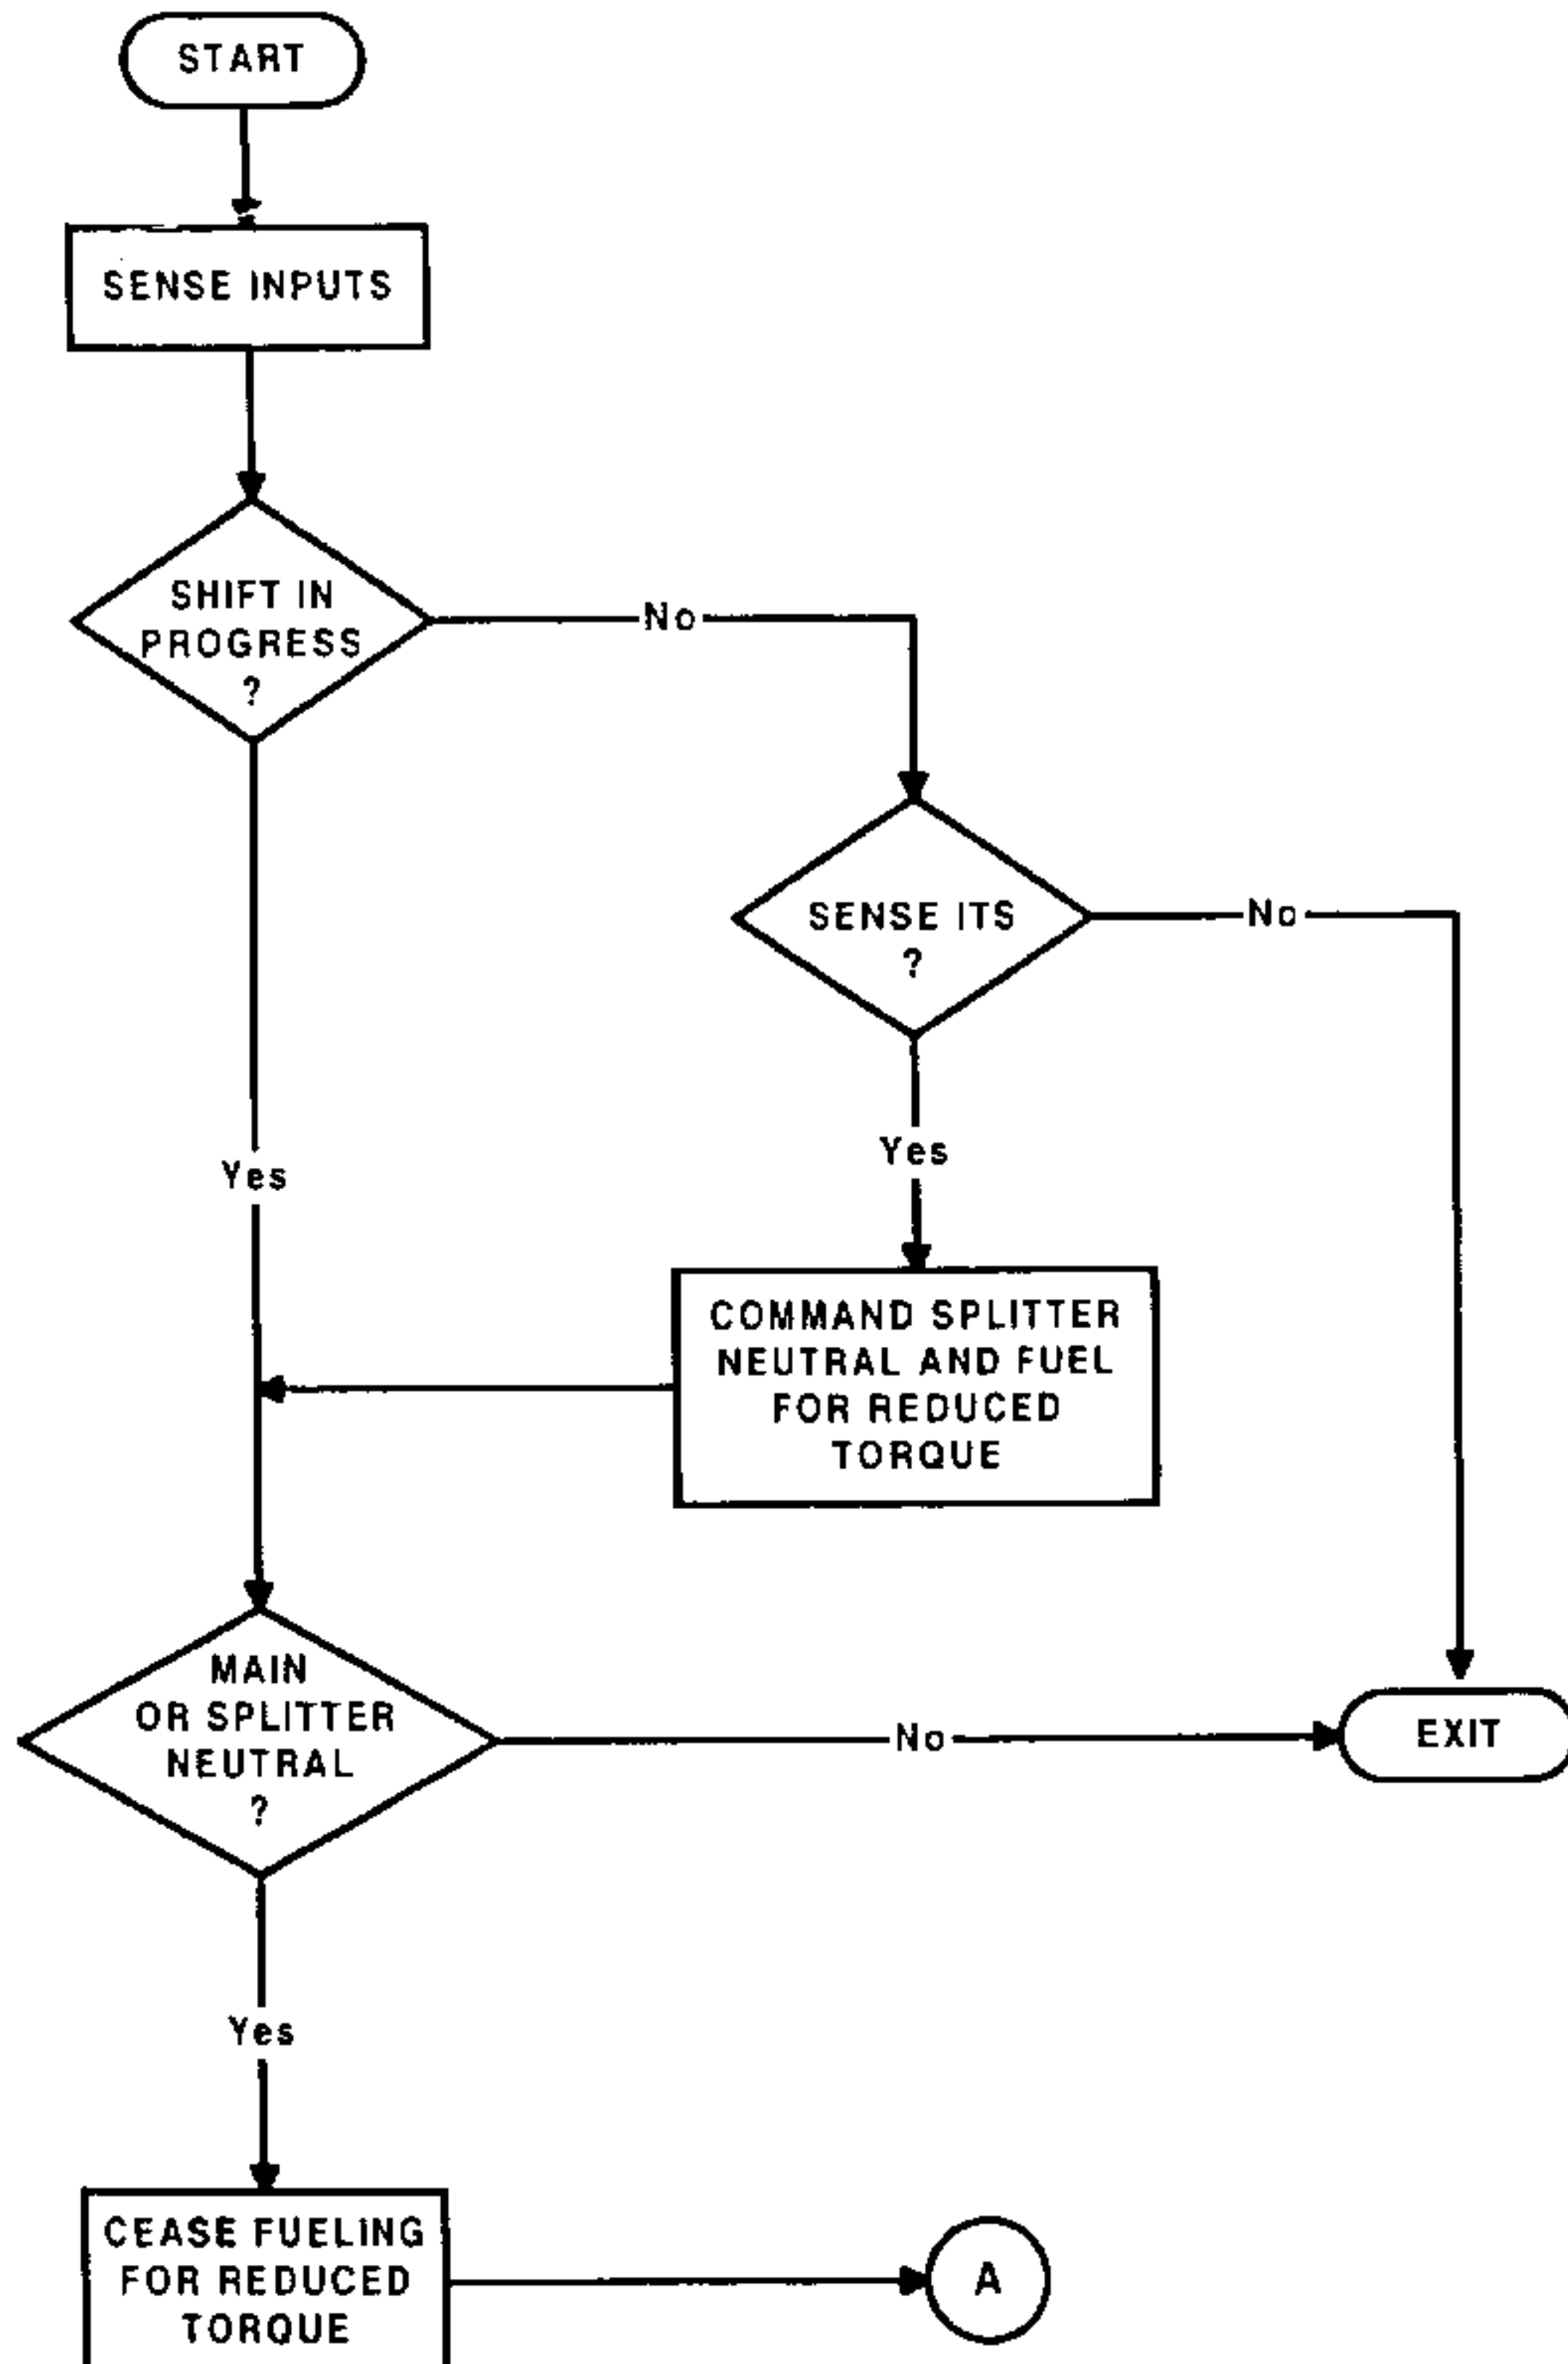 START
SENSE INPUTS
SHIFT IN
PROGRESS
?
No
SENSE ITS
?
No
Yes
Yes
COMMAND SPLITTER
NEUTRAL AND FUEL
FOR REDUCED
TORQUE
MAIN
OR SPLITTER
NEUTRAL
?
No
EXIT
Yes
CEASE FUELING
FOR REDUCED
TORQUE
A